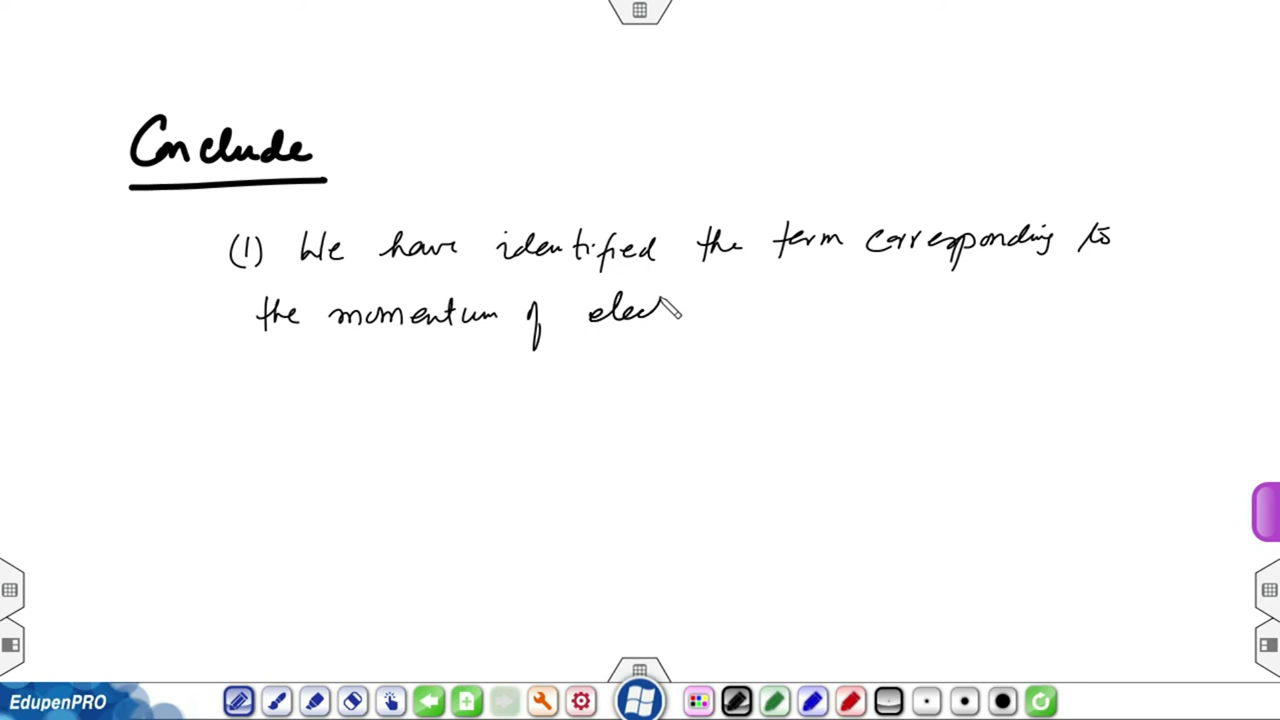 Conclude
(1) We have identified the term corresponding to
the momentum of elec
EdupenPRO